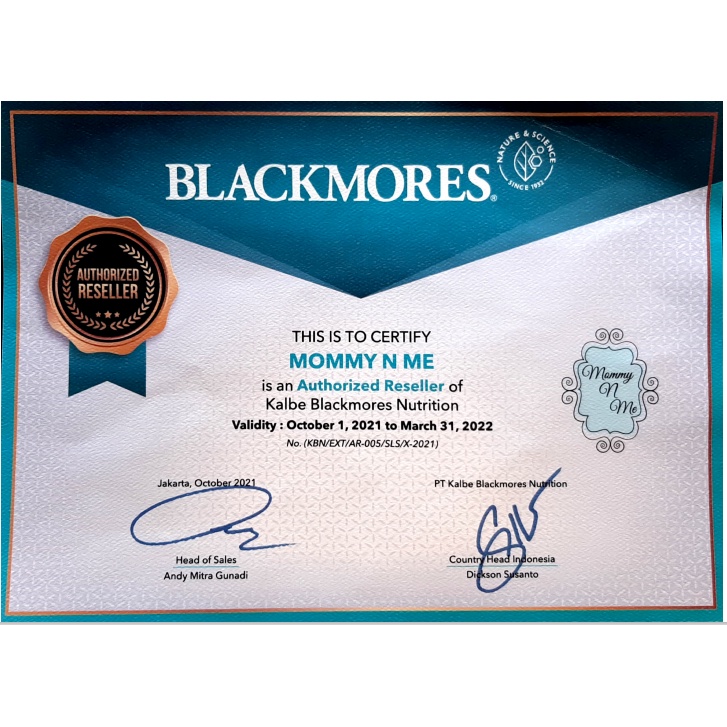 NATURE & SCIENCE
SINCE 1932
BLACKMORES®
AUTHORIZED
RESELLER
THIS IS TO CERTIFY
MOMMY N ME
is an Authorized Reseller of
Kalbe Blackmores Nutrition
Validity : October 1, 2021 to March 31, 2022
No. (KBN/EXT/AR-005/SLS/X-2021)
Mommy
N
Me
Jakarta, October 2021
Head of Sales
Andy Mitra Gunadi
PT Kalbe Blackmores Nutrition
Country Head Indonesia
Dickson Susanto